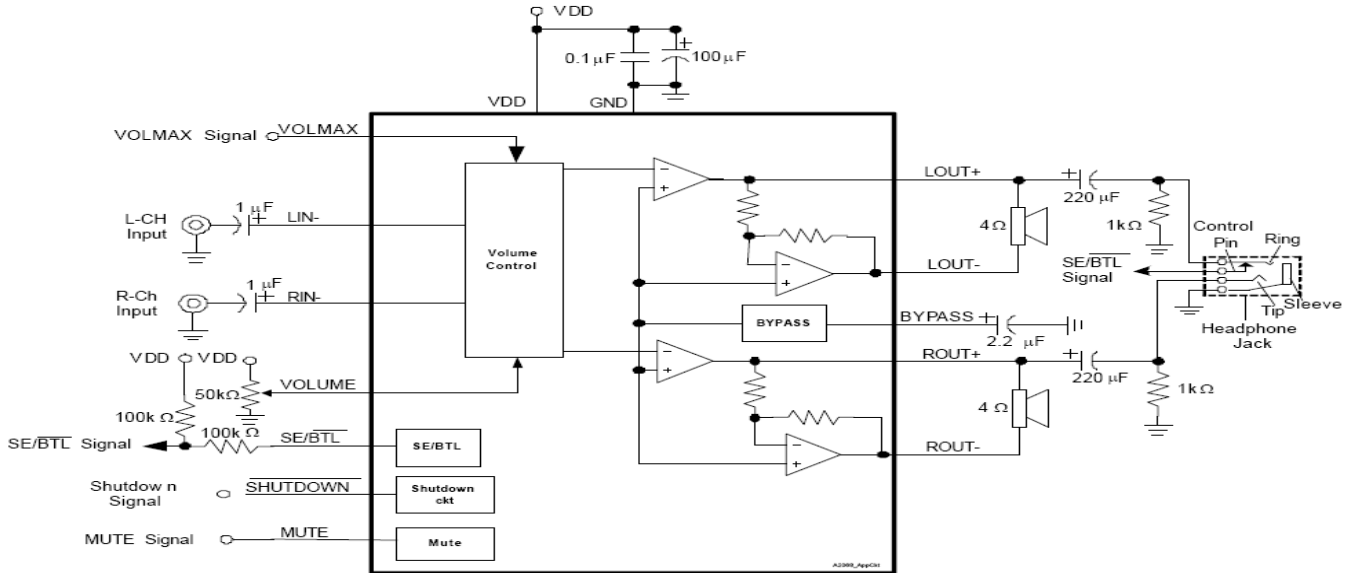 VDD
0.1 µF
100 µF
VDD
GND
VOLMAX Signal
VOLMAX
LOUT+
220 µF
L-CH
Input
1 µF
LIN-
4 Ω
1kΩ
Control
Pin
Ring
Volume
Control
SE/BTL
Signal
LOUT-
R-Ch
Input
1 µF
RIN-
Tip
Sleeve
BYPASS
BYPASS
2.2 µF
Headphone
Jack
VDD
VDD
ROUT+
220 µF
50kΩ
VOLUME
4 Ω
1kΩ
100k Ω
100k Ω
SE/BTL Signal
SE/BTL
SE/BTL
ROUT-
Shutdown
Signal
SHUTDOWN
Shutdown
ckt
MUTE Signal
MUTE
Mute